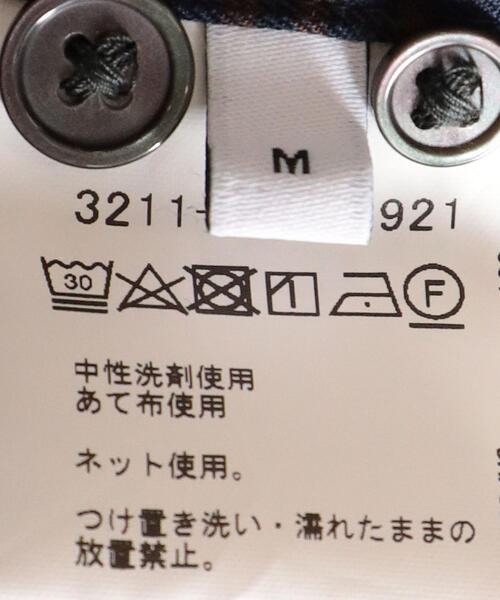 M
3211- 921
30 F
中性洗剤使用
あて布使用
ネット使用。
つけ置き洗い・濡れたままの
放置禁止。